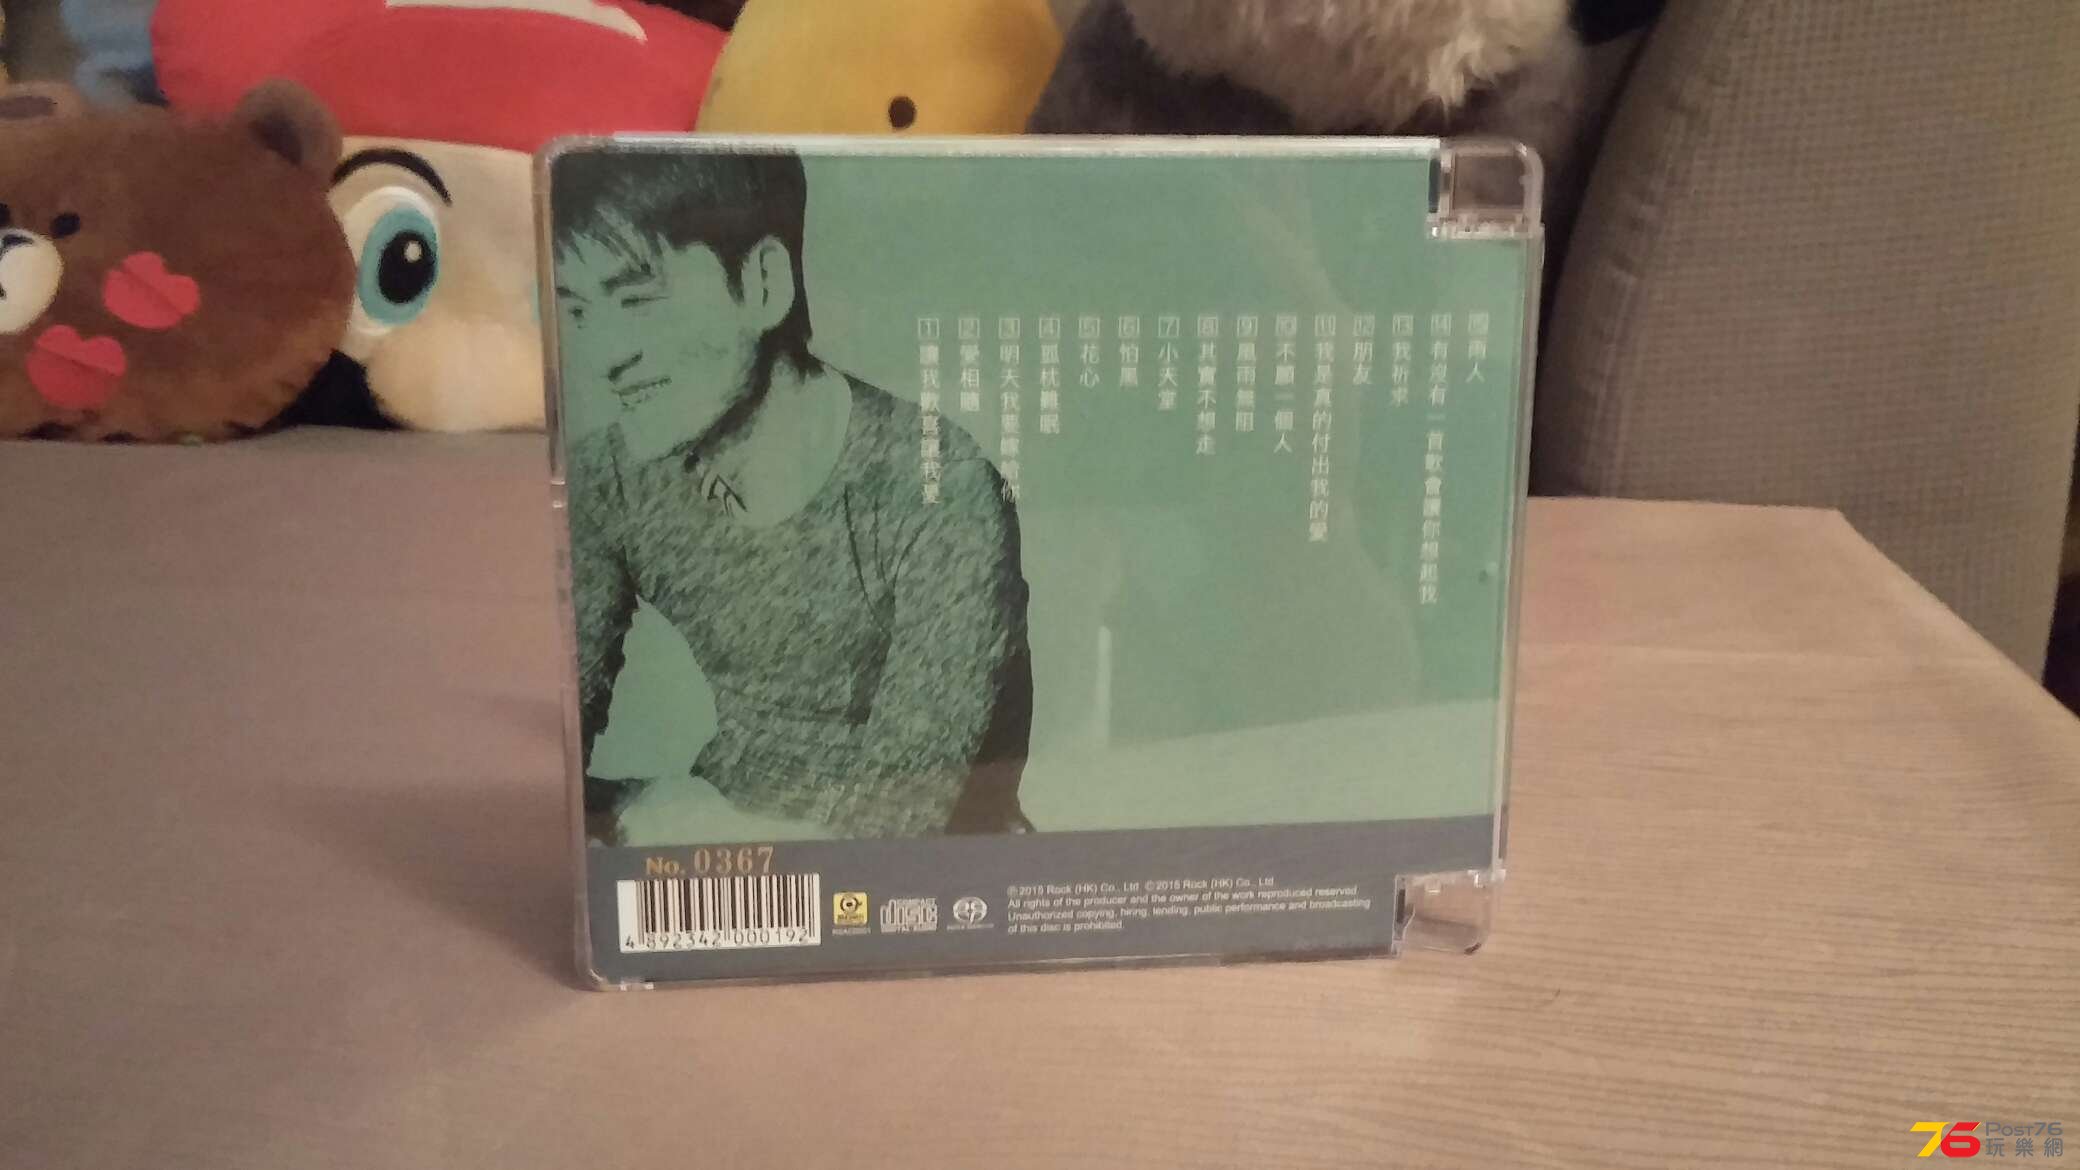 1 讓我歡喜讓我憂
2 愛相隨
3 明天我要嫁給你
4 孤枕難眠
5 花心
6 怕黑
7 小天堂
8 其實不想走
9 風雨無阻
10 不願一個人
11 我是真的付出我的愛
12 朋友
13 我祈求
14 有沒有一首歌會讓你想起我
15 雨人
No. 0367
4 892342 000192
COMPACT
disc
DIGITAL AUDIO
℗2015 Rock (HK) Co., Ltd ©2015 Rock (HK) Co., Ltd
All rights of the producer and the owner of the work reproduced reserved.
Unauthorized copying, hiring, lending, public performance and broadcasting
of this disc is prohibited.
76 POST76
玩樂網